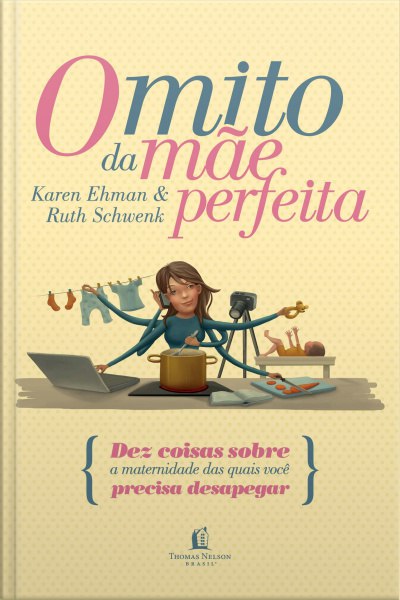 O mito
da mãe
Karen Ehman &
Ruth Schwenk
perfeita
{ Dez coisas sobre
a maternidade das quais você
precisa desapegar }
THOMAS NELSON
BRASIL®